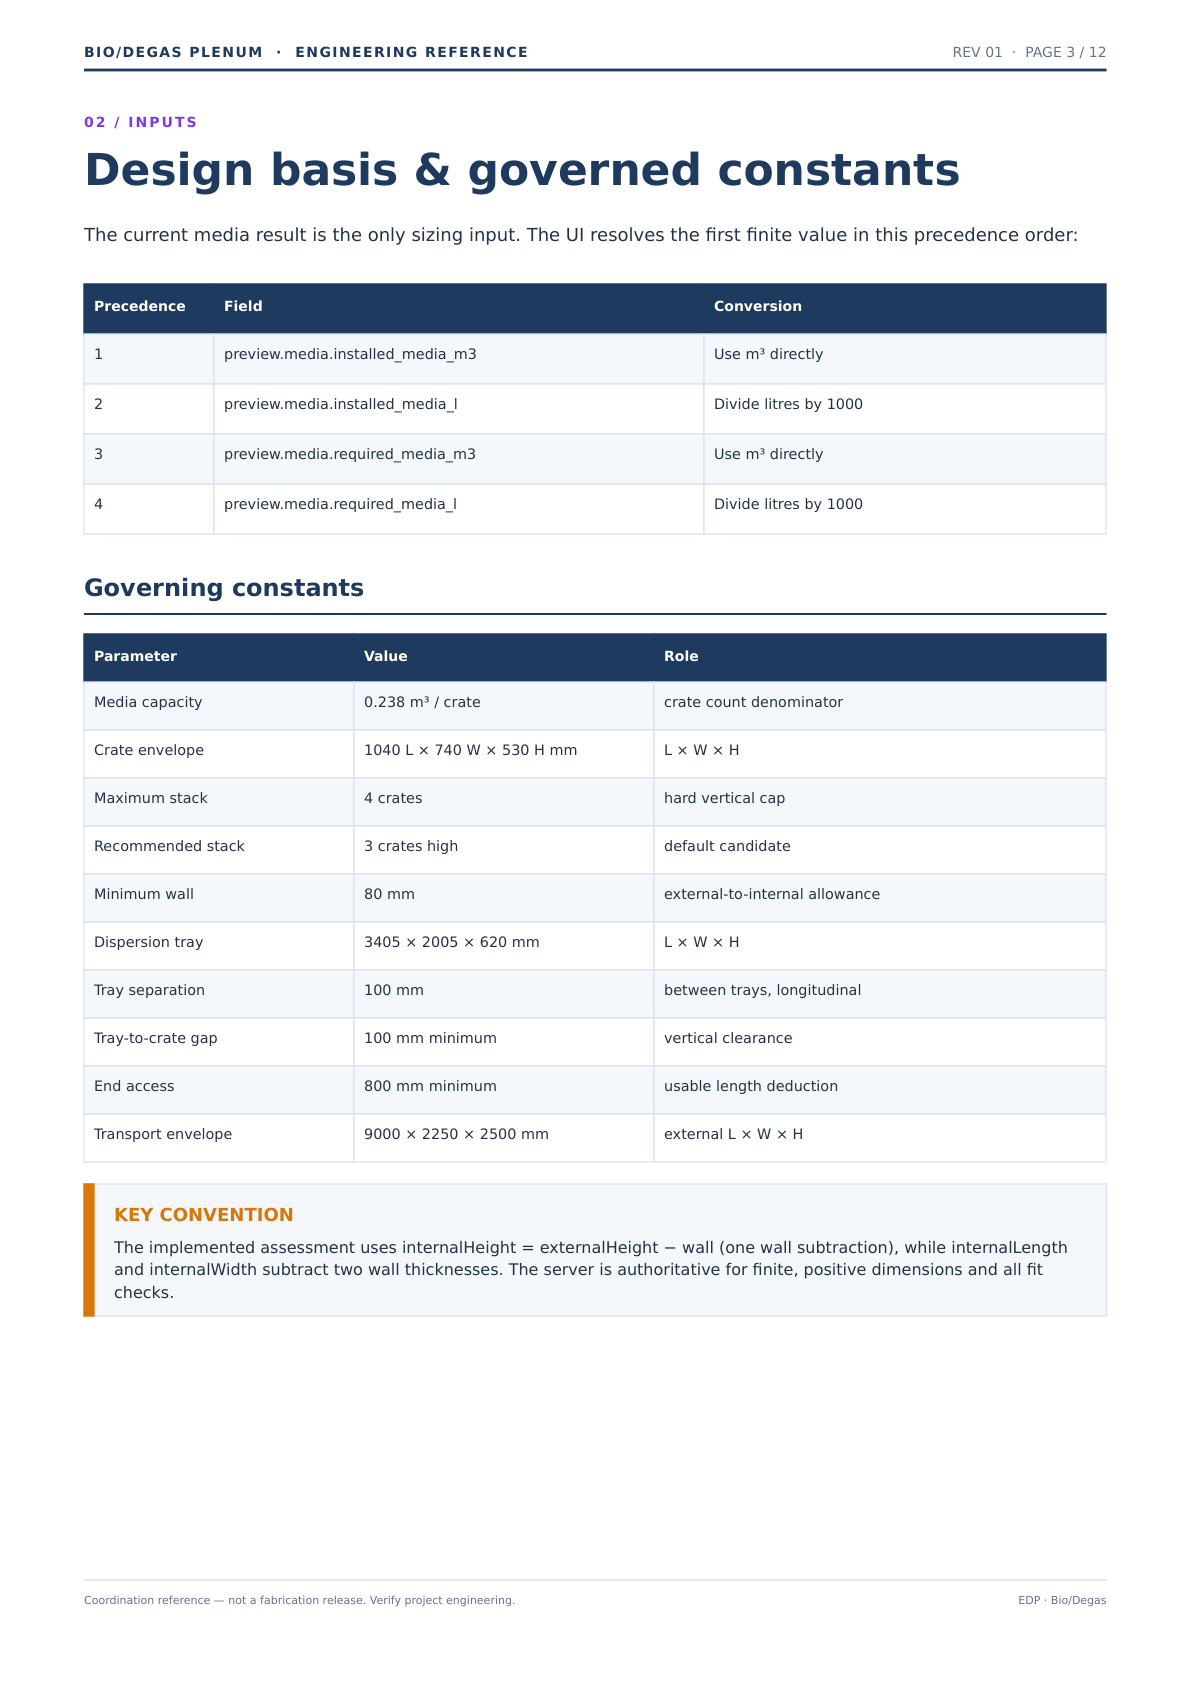 BIO/DEGAS PLENUM · ENGINEERING REFERENCE
REV 01 · PAGE 3 / 12
02 / INPUTS
Design basis & governed constants
The current media result is the only sizing input. The UI resolves the first finite value in this precedence order:
Precedence Field Conversion
1 preview.media.installed_media_m3 Use m³ directly
2 preview.media.installed_media_l Divide litres by 1000
3 preview.media.required_media_m3 Use m³ directly
4 preview.media.required_media_l Divide litres by 1000
Governing constants
Parameter Value Role
Media capacity 0.238 m³ / crate crate count denominator
Crate envelope 1040 L × 740 W × 530 H mm L × W × H
Maximum stack 4 crates hard vertical cap
Recommended stack 3 crates high default candidate
Minimum wall 80 mm external-to-internal allowance
Dispersion tray 3405 × 2005 × 620 mm L × W × H
Tray separation 100 mm between trays, longitudinal
Tray-to-crate gap 100 mm minimum vertical clearance
End access 800 mm minimum usable length deduction
Transport envelope 9000 × 2250 × 2500 mm external L × W × H
KEY CONVENTION
The implemented assessment uses internalHeight = externalHeight − wall (one wall subtraction), while internalLength
and internalWidth subtract two wall thicknesses. The server is authoritative for finite, positive dimensions and all fit
checks.
Coordination reference — not a fabrication release. Verify project engineering.
EDP · Bio/Degas